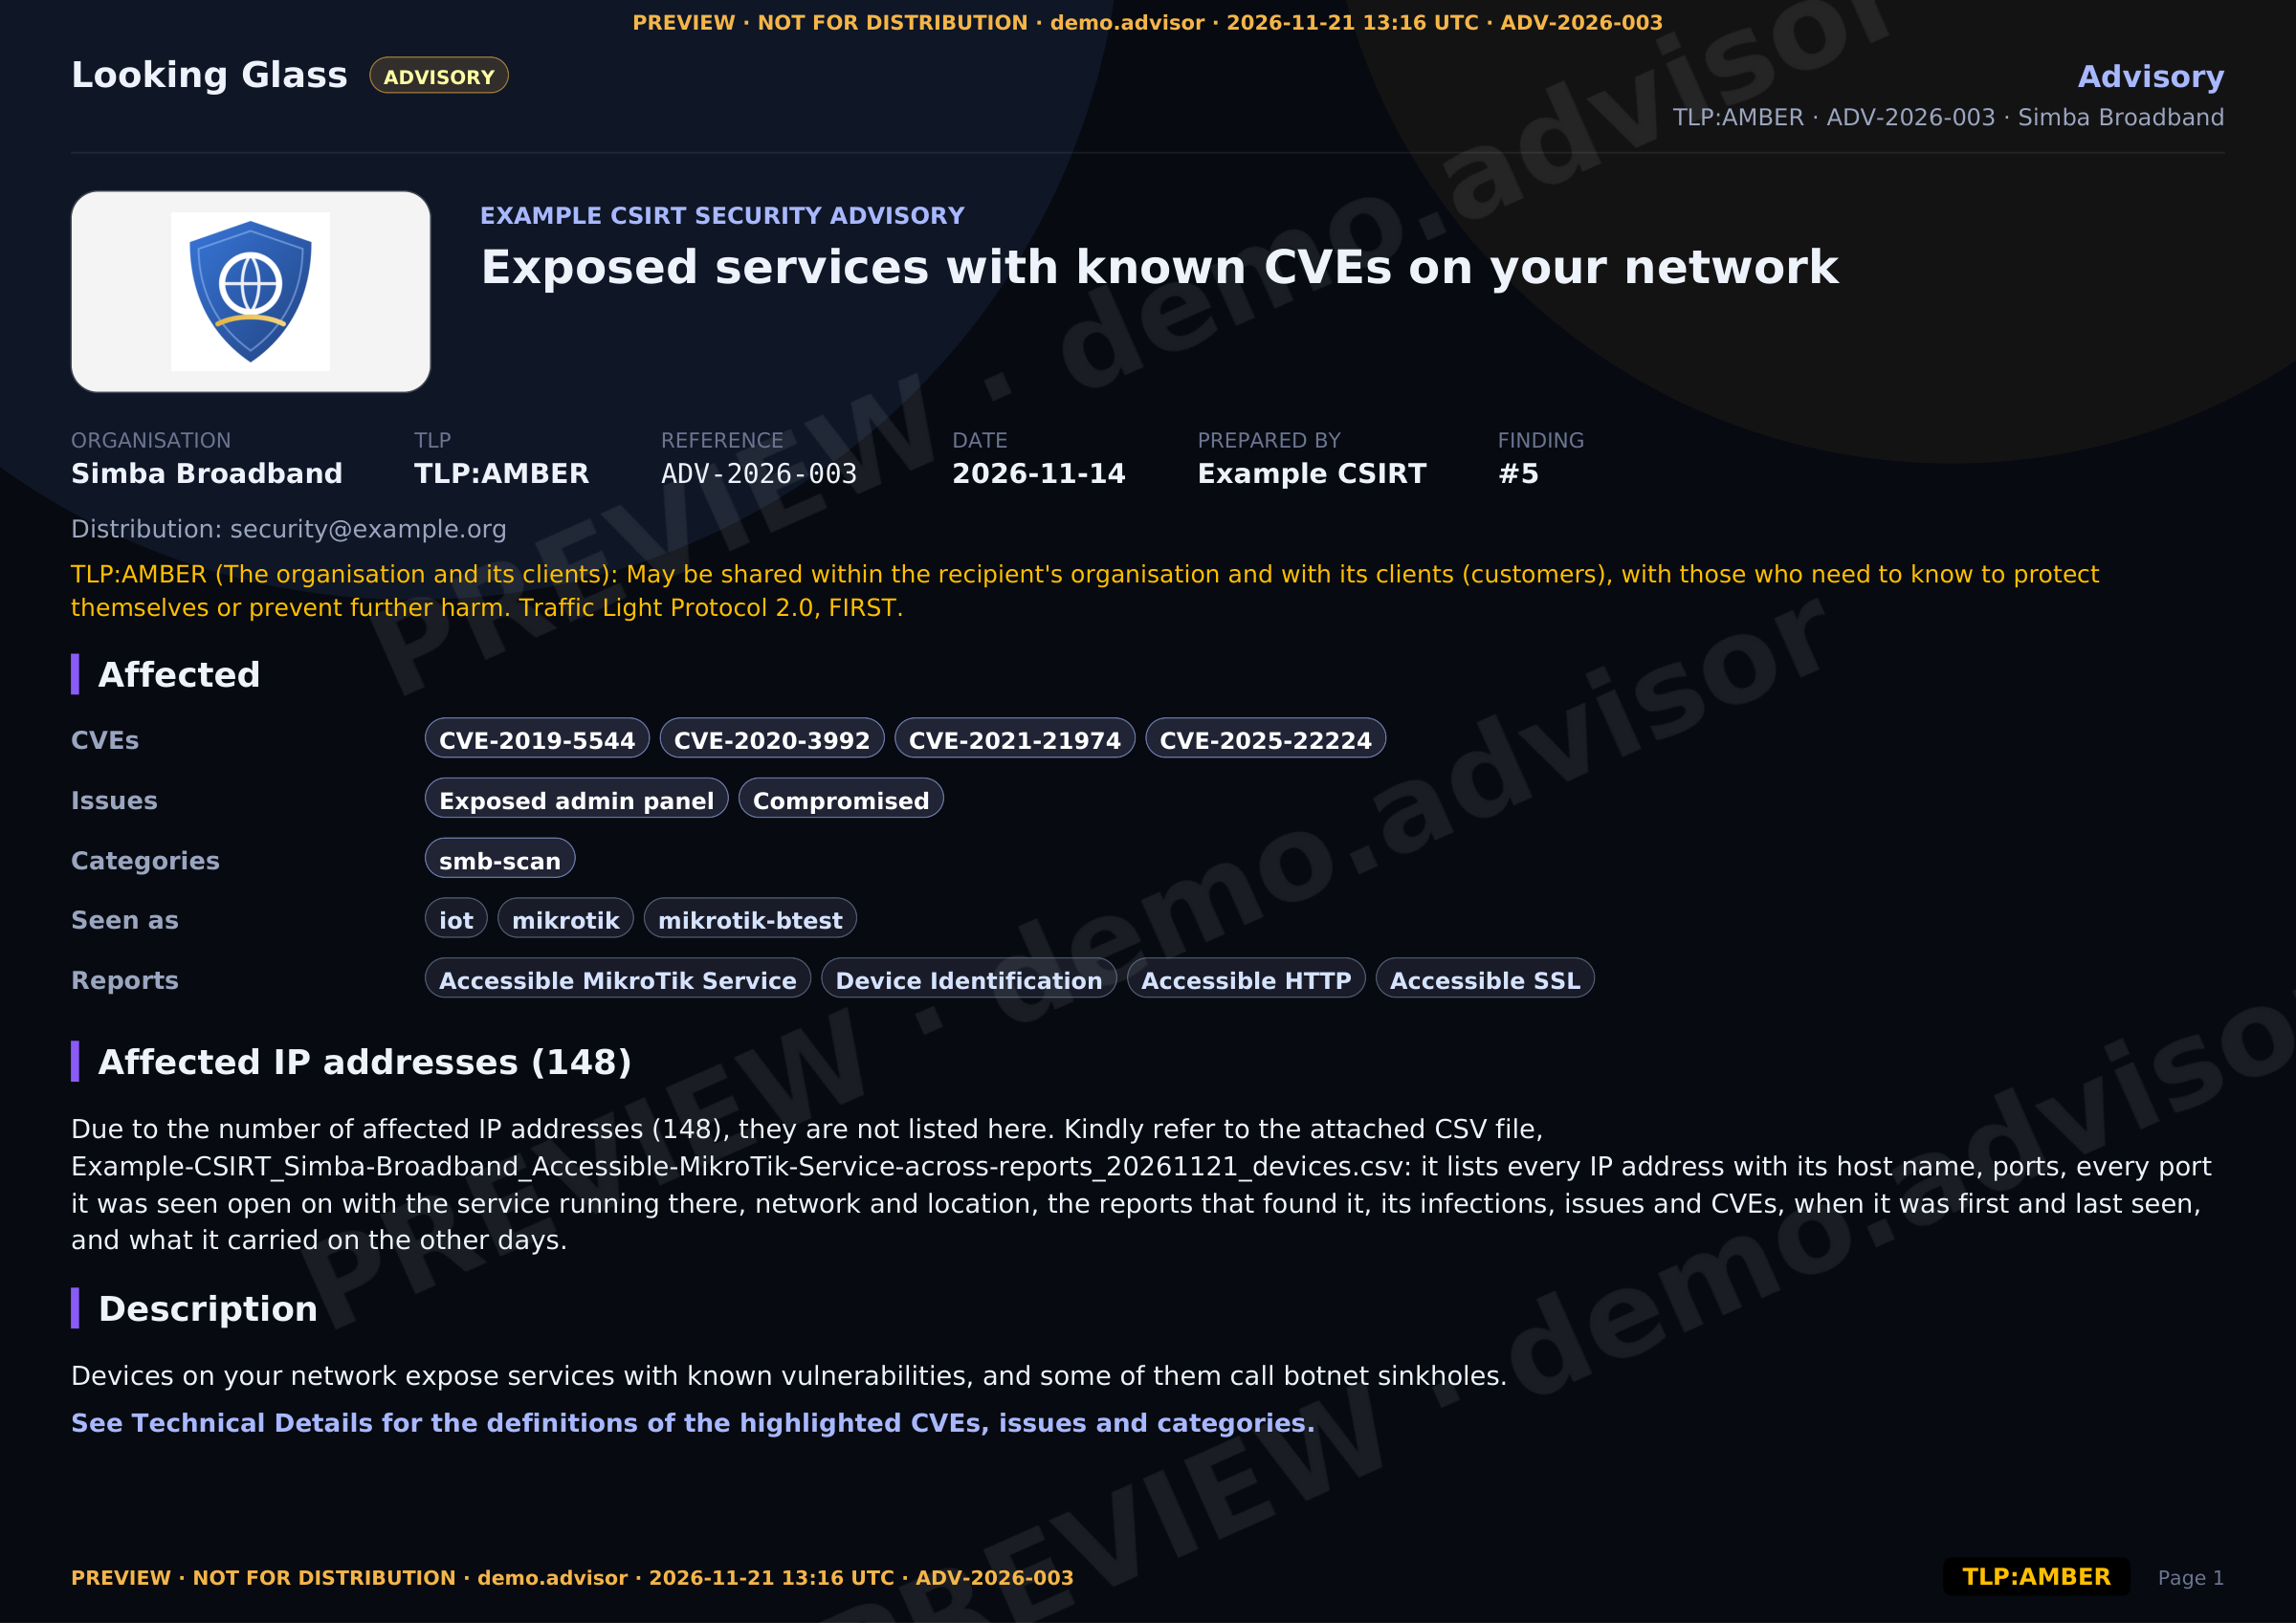 PREVIEW · NOT FOR DISTRIBUTION · demo.advisor · 2026-11-21 13:16 UTC · ADV-2026-003
Looking Glass
ADVISORY
Advisory
TLP:AMBER · ADV-2026-003 · Simba Broadband
EXAMPLE CSIRT SECURITY ADVISORY
Exposed services with known CVEs on your network
ORGANISATION TLP REFERENCE DATE PREPARED BY FINDING
Simba Broadband TLP:AMBER ADV-2026-003 2026-11-14 Example CSIRT #5
Distribution: security@example.org
TLP:AMBER (The organisation and its clients): May be shared within the recipient's organisation and with its clients (customers), with those who need to know to protect
themselves or prevent further harm. Traffic Light Protocol 2.0, FIRST.
Affected
CVEs CVE-2019-5544 CVE-2020-3992 CVE-2021-21974 CVE-2025-22224
Issues Exposed admin panel Compromised
Categories smb-scan
Seen as iot mikrotik mikrotik-btest
Reports Accessible MikroTik Service Device Identification Accessible HTTP Accessible SSL
Affected IP addresses (148)
Due to the number of affected IP addresses (148), they are not listed here. Kindly refer to the attached CSV file,
Example-CSIRT_Simba-Broadband_Accessible-MikroTik-Service-across-reports_20261121_devices.csv: it lists every IP address with its host name, ports, every port
it was seen open on with the service running there, network and location, the reports that found it, its infections, issues and CVEs, when it was first and last seen,
and what it carried on the other days.
Description
Devices on your network expose services with known vulnerabilities, and some of them call botnet sinkholes.
See Technical Details for the definitions of the highlighted CVEs, issues and categories.
PREVIEW · NOT FOR DISTRIBUTION · demo.advisor · 2026-11-21 13:16 UTC · ADV-2026-003
TLP:AMBER
Page 1
PREVIEW · demo.advisor
PREVIEW · demo.advisor
PREVIEW · demo.advisor